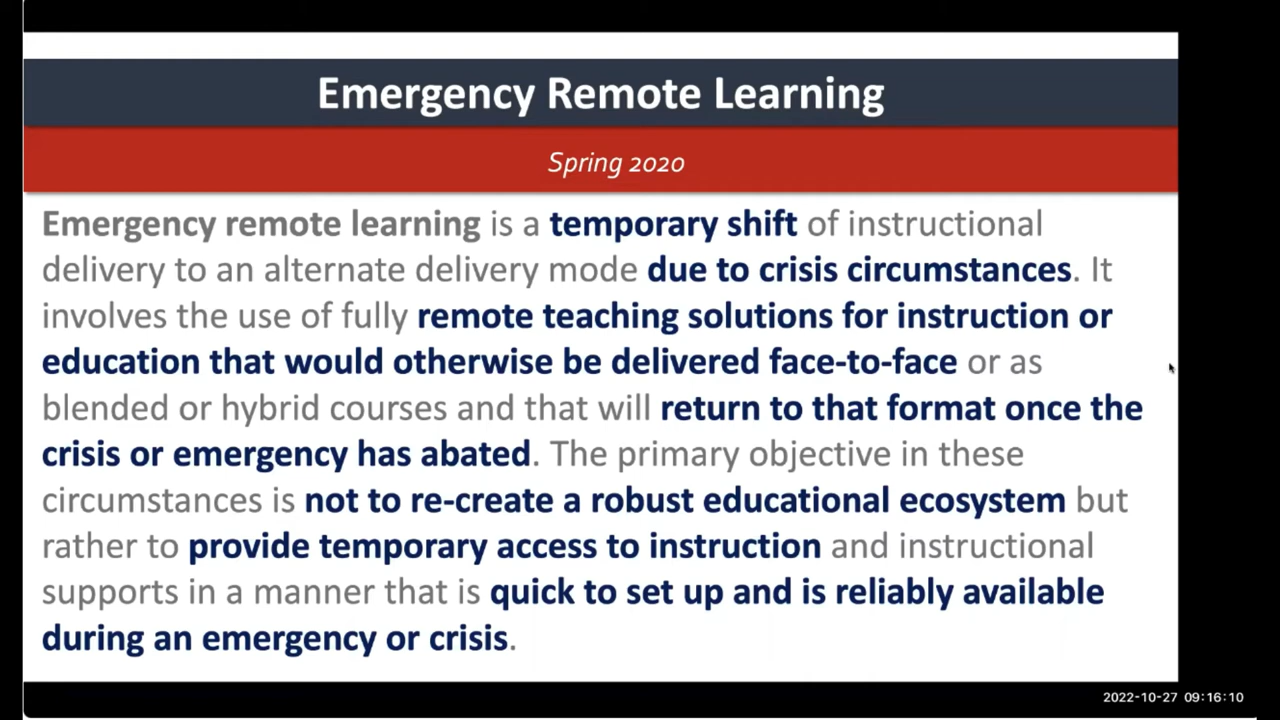 Emergency Remote Learning
Spring 2020
Emergency remote learning is a temporary shift of instructional
delivery to an alternate delivery mode due to crisis circumstances. It
involves the use of fully remote teaching solutions for instruction or
education that would otherwise be delivered face-to-face or as
blended or hybrid courses and that will return to that format once the
crisis or emergency has abated. The primary objective in these
circumstances is not to re-create a robust educational ecosystem but
rather to provide temporary access to instruction and instructional
supports in a manner that is quick to set up and is reliably available
during an emergency or crisis.
2022-10-27 09:16:10